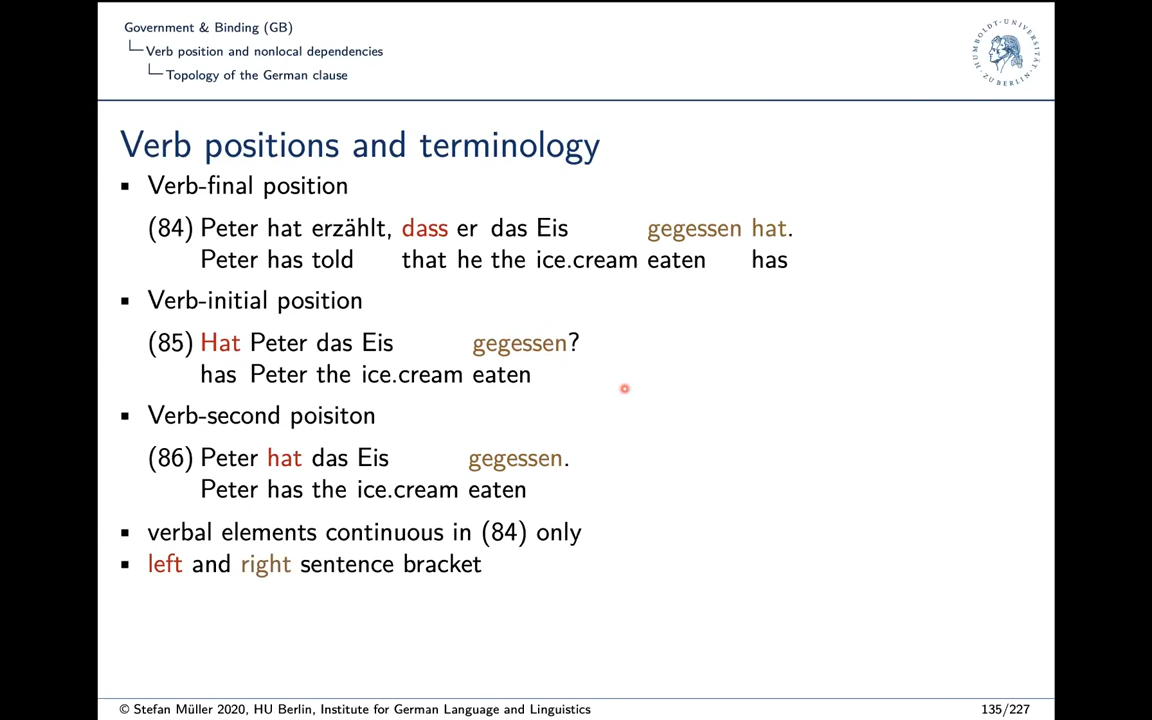 Government & Binding (GB)
Verb position and nonlocal dependencies
Topology of the German clause
HUMBOLDT-UNIVERSITÄT ZU BERLIN
Verb positions and terminology
▪ Verb-final position
(84) Peter hat erzählt, dass er das Eis gegessen hat.
Peter has told that he the ice.cream eaten has
▪ Verb-initial position
(85) Hat Peter das Eis gegessen?
has Peter the ice.cream eaten
▪ Verb-second poisiton
(86) Peter hat das Eis gegessen.
Peter has the ice.cream eaten
▪ verbal elements continuous in (84) only
▪ left and right sentence bracket
© Stefan Müller 2020, HU Berlin, Institute for German Language and Linguistics
135/227